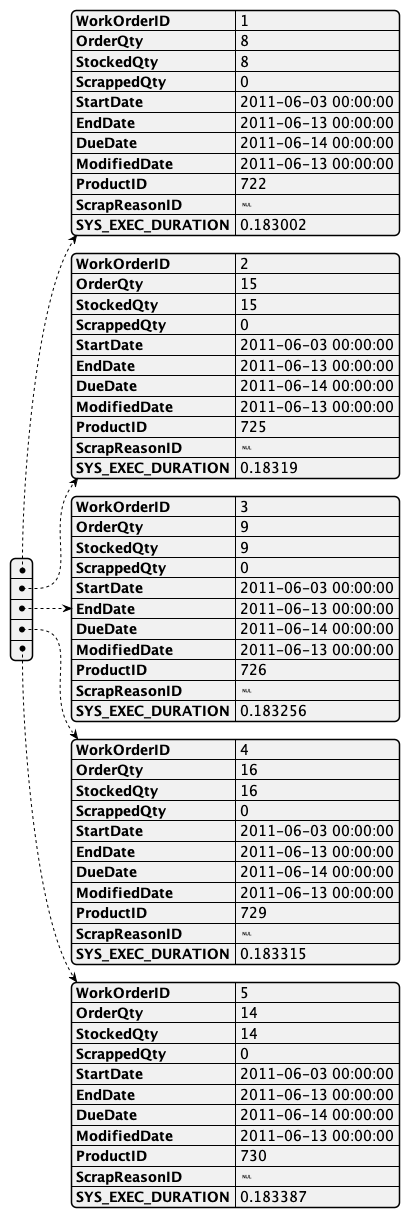 WorkOrderID 1
OrderQty 8
StockedQty 8
ScrappedQty 0
StartDate 2011-06-03 00:00:00
EndDate 2011-06-13 00:00:00
DueDate 2011-06-14 00:00:00
ModifiedDate 2011-06-13 00:00:00
ProductID 722
ScrapReasonID NUL
SYS_EXEC_DURATION 0.183002
WorkOrderID 2
OrderQty 15
StockedQty 15
ScrappedQty 0
StartDate 2011-06-03 00:00:00
EndDate 2011-06-13 00:00:00
DueDate 2011-06-14 00:00:00
ModifiedDate 2011-06-13 00:00:00
ProductID 725
ScrapReasonID NUL
SYS_EXEC_DURATION 0.18319
WorkOrderID 3
OrderQty 9
StockedQty 9
ScrappedQty 0
StartDate 2011-06-03 00:00:00
EndDate 2011-06-13 00:00:00
DueDate 2011-06-14 00:00:00
ModifiedDate 2011-06-13 00:00:00
ProductID 726
ScrapReasonID NUL
SYS_EXEC_DURATION 0.183256
WorkOrderID 4
OrderQty 16
StockedQty 16
ScrappedQty 0
StartDate 2011-06-03 00:00:00
EndDate 2011-06-13 00:00:00
DueDate 2011-06-14 00:00:00
ModifiedDate 2011-06-13 00:00:00
ProductID 729
ScrapReasonID NUL
SYS_EXEC_DURATION 0.183315
WorkOrderID 5
OrderQty 14
StockedQty 14
ScrappedQty 0
StartDate 2011-06-03 00:00:00
EndDate 2011-06-13 00:00:00
DueDate 2011-06-14 00:00:00
ModifiedDate 2011-06-13 00:00:00
ProductID 730
ScrapReasonID NUL
SYS_EXEC_DURATION 0.183387